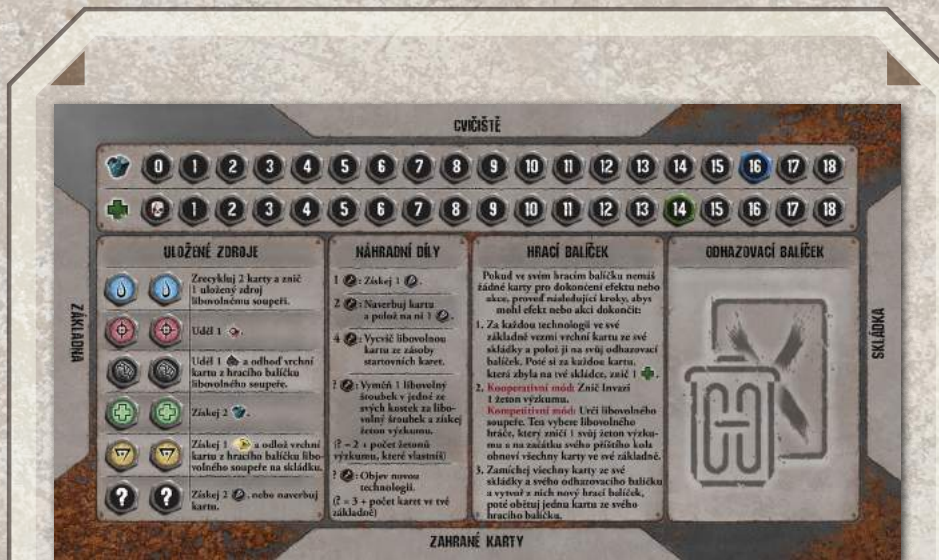 CVIČIŠTĚ
0 1 2 3 4 5 6 7 8 9 10 11 12 13 14 15 16 17 18
1 2 3 4 5 6 7 8 9 10 11 12 13 14 15 16 17 18
ZÁKLADNA
ULOŽENÉ ZDROJE
Zrecykluj 2 karty a znič
1 uložený zdroj
libovolnému soupeři.
Uděl 1
Uděl 1 a odhoď vrchní
kartu z hracího balíčku
libovolného soupeře.
Získej 2
Získej 1 a odlož vrchní
kartu z hracího balíčku libo-
volného soupeře na skládku.
? ?
Získej 2 , nebo naverbuj
kartu.
NÁHRADNÍ DÍLY
1 : Získej 1 .
2 : Naverbuj kartu
a polož na ni 1 .
4 : Vycvič libovolnou
kartu ze zásoby
startovních karet.
? : Vyměň 1 libovolný
šroubek v jedné ze
svých kostek za libo-
volný šroubek a získej
žeton výzkumu.
(? = 2 + počet žetonů
výzkumu, které vlastníš)
? : Objev novou
technologii.
(? = 3 + počet karet ve tvé
základně)
HRACÍ BALÍČEK
Pokud ve svém hracím balíčku nemáš
žádné karty pro dokončení efektu nebo
akce, proveď následující kroky, abys
mohl efekt nebo akci dokončit:
1. Za každou technologii ve své
základně vezmi vrchní kartu ze své
skládky a polož ji na svůj odhazovací
balíček. Poté si za každou kartu,
která zbyla na tvé skládce, znič 1 .
2. Kooperativní mód: Znič Invazi
1 žeton výzkumu.
Kompetitivní mód: Urči libovolného
soupeře. Ten vybere libovolného
hráče, který zničí 1 svůj žeton výzku-
mu a na začátku svého příštího kola
obnoví všechny karty ve své základně.
3. Zamíchej všechny karty ze své
skládky a svého odhazovacího balíčku
a vytvoř z nich nový hrací balíček,
poté obětuj jednu kartu ze svého
hracího balíčku.
ODHAZOVACÍ BALÍČEK
SKLÁDKA
ZAHRANÉ KARTY